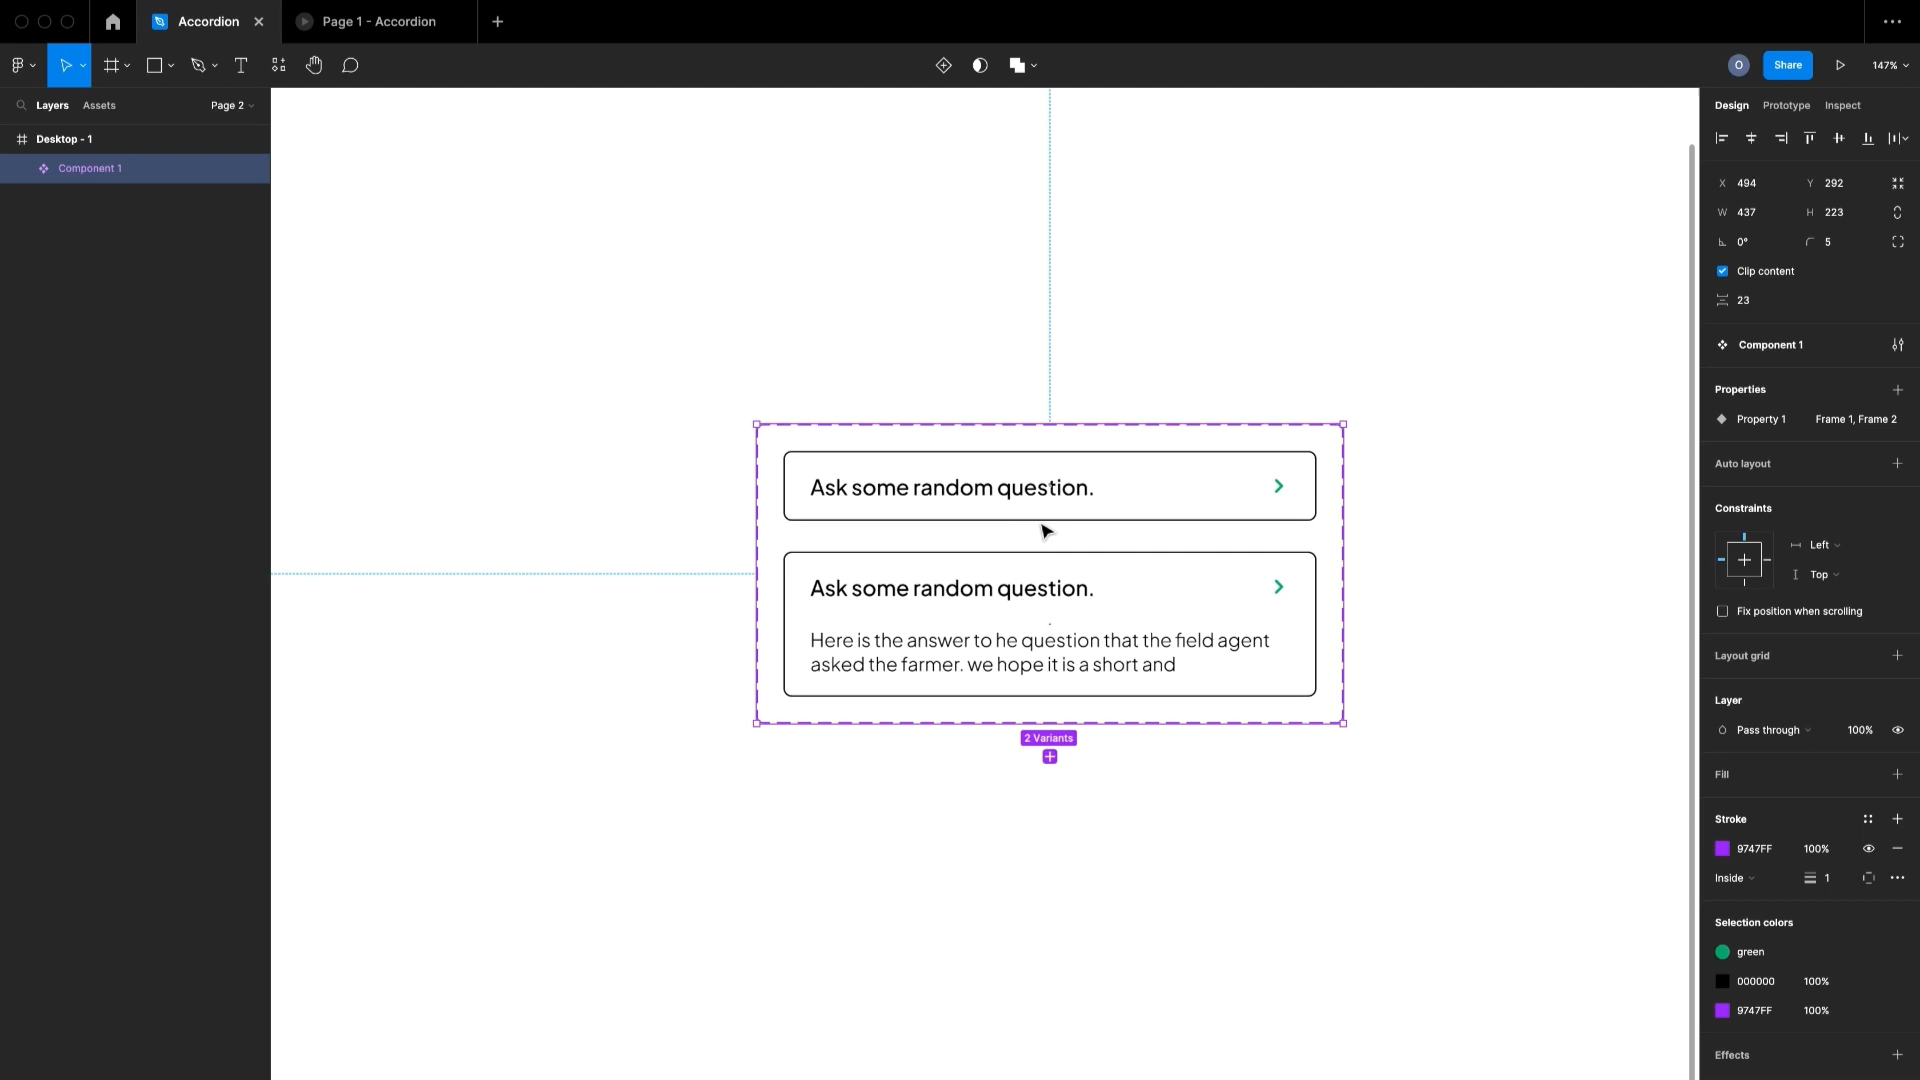 Accordion
Page 1 - Accordion
Share
O
147%
Layers
Assets
Page 2
Desktop - 1
Component 1
Ask some random question.
Ask some random question.
Here is the answer to he question that the field agent
asked the farmer. we hope it is a short and
2 Variants
Design
Prototype
Inspect
X 494
Y 292
W 437
H 223
0°
5
Clip content
23
Component 1
Properties
Property 1
Frame 1, Frame 2
Auto layout
Constraints
Left
Top
Fix position when scrolling
Layout grid
Layer
Pass through
100%
Fill
Stroke
9747FF
100%
Inside
1
Selection colors
green
000000
100%
9747FF
100%
Effects